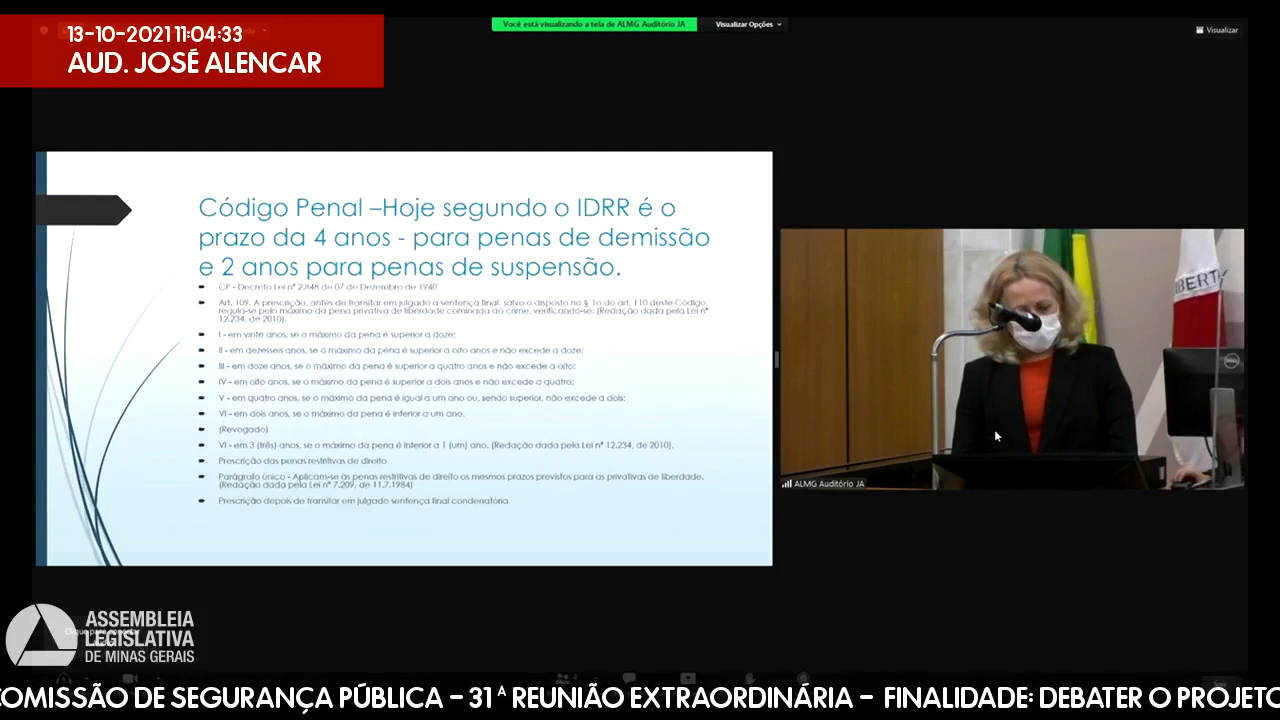 13-10-2021 11:04:33
AUD. JOSÉ ALENCAR
Você está visualizando a tela de ALMG Auditório JA
Visualizar Opções
Visualizar
Código Penal –Hoje segundo o IDRR é o
prazo da 4 anos - para penas de demissão
e 2 anos para penas de suspensão.
CP - Decreto Lei nº 2.848 de 07 de Dezembro de 1940
Art. 109. A prescrição, antes de transitar em julgado a sentença final, salvo o disposto no § 1o do art. 110 deste Código,
regula-se pelo máximo da pena privativa de liberdade cominada ao crime, verificando-se: (Redação dada pela Lei nº
12.234, de 2010).
I - em vinte anos, se o máximo da pena é superior a doze;
II - em dezesseis anos, se o máximo da pena é superior a oito anos e não excede a doze;
III - em doze anos, se o máximo da pena é superior a quatro anos e não excede a oito;
IV - em oito anos, se o máximo da pena é superior a dois anos e não excede a quatro;
V - em quatro anos, se o máximo da pena é igual a um ano ou, sendo superior, não excede a dois;
VI - em dois anos, se o máximo da pena é inferior a um ano.
(Revogado)
VI - em 3 (três) anos, se o máximo da pena é inferior a 1 (um) ano. (Redação dada pela Lei nº 12.234, de 2010).
Prescrição das penas restritivas de direito
Parágrafo único - Aplicam-se às penas restritivas de direito os mesmos prazos previstos para as privativas de liberdade.
(Redação dada pela Lei nº 7.209, de 11.7.1984)
Prescrição depois de transitar em julgado sentença final condenatória
LIBERT
DELL
ALMG Auditório JA
ASSEMBLEIA
LEGISLATIVA
DE MINAS GERAIS
COMISSÃO DE SEGURANÇA PÚBLICA – 31ª REUNIÃO EXTRAORDINÁRIA – FINALIDADE: DEBATER O PROJETO